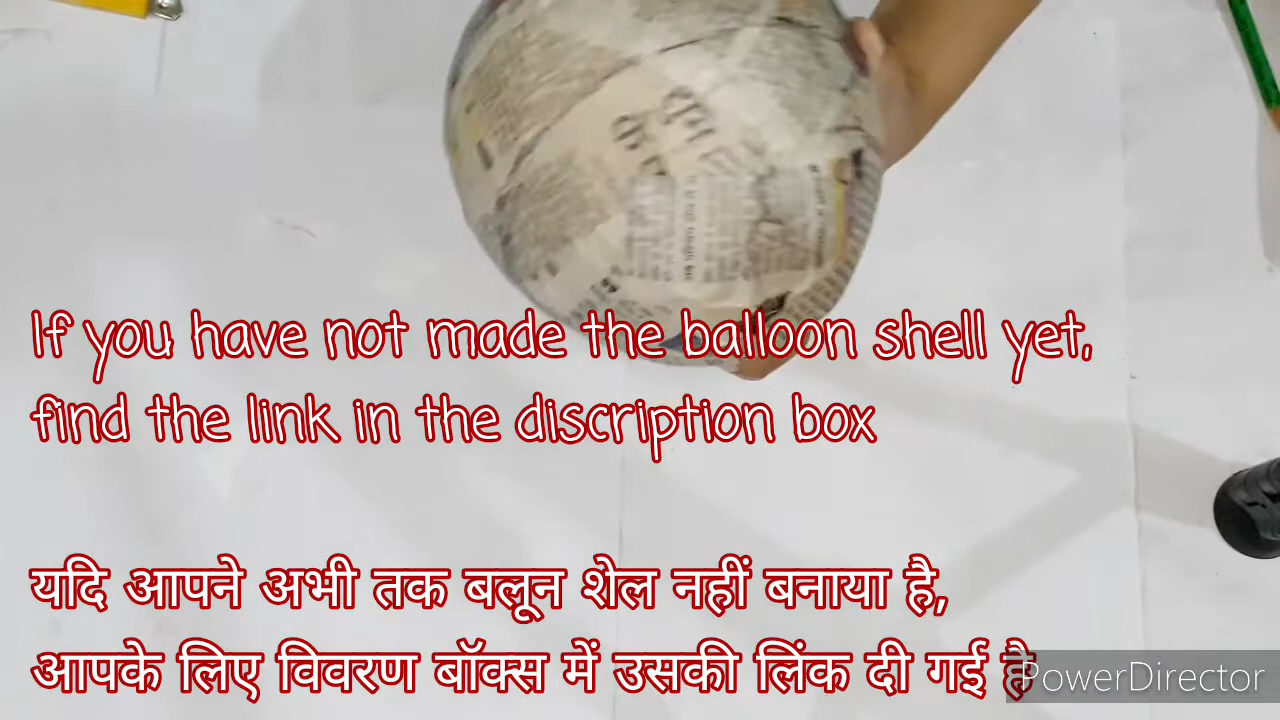 If you have not made the balloon shell yet,
find the link in the discription box
यदि आपने अभी तक बलून शेल नहीं बनाया है,
आपके लिए विवरण बॉक्स में उसकी लिंक दी गई है
PowerDirector